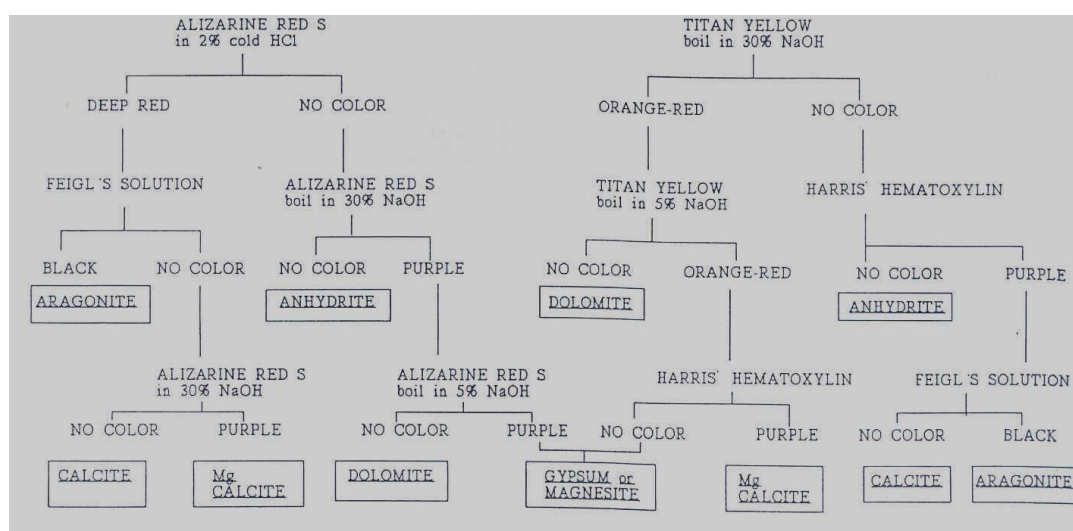 ALIZARINE RED S
in 2% cold HCl
TITAN YELLOW
boil in 30% NaOH
DEEP RED
NO COLOR
ORANGE-RED
NO COLOR
FEIGL'S SOLUTION
ALIZARINE RED S
boil in 30% NaOH
TITAN YELLOW
boil in 5% NaOH
HARRIS' HEMATOXYLIN
BLACK
NO COLOR
NO COLOR
PURPLE
NO COLOR
ORANGE-RED
NO COLOR
PURPLE
ARAGONITE
ANHYDRITE
DOLOMITE
ANHYDRITE
ALIZARINE RED S
in 30% NaOH
ALIZARINE RED S
boil in 5% NaOH
HARRIS' HEMATOXYLIN
FEIGL'S SOLUTION
NO COLOR
PURPLE
NO COLOR
PURPLE
NO COLOR
PURPLE
NO COLOR
BLACK
CALCITE
Mg
CALCITE
DOLOMITE
GYPSUM or
MAGNESITE
Mg
CALCITE
CALCITE
ARAGONITE